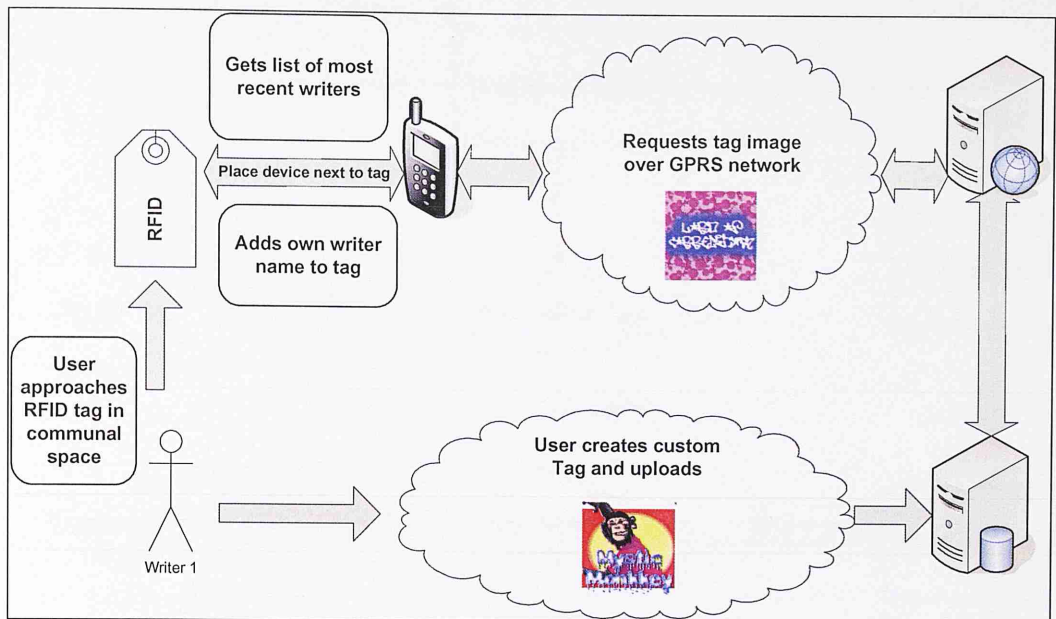 Gets list of most
recent writers
Requests tag image
over GPRS network
Place device next to tag
RFID
Adds own writer
name to tag
User
approaches
RFID tag in
communal
space
User creates custom
Tag and uploads
Mystic
Monkey
Writer 1